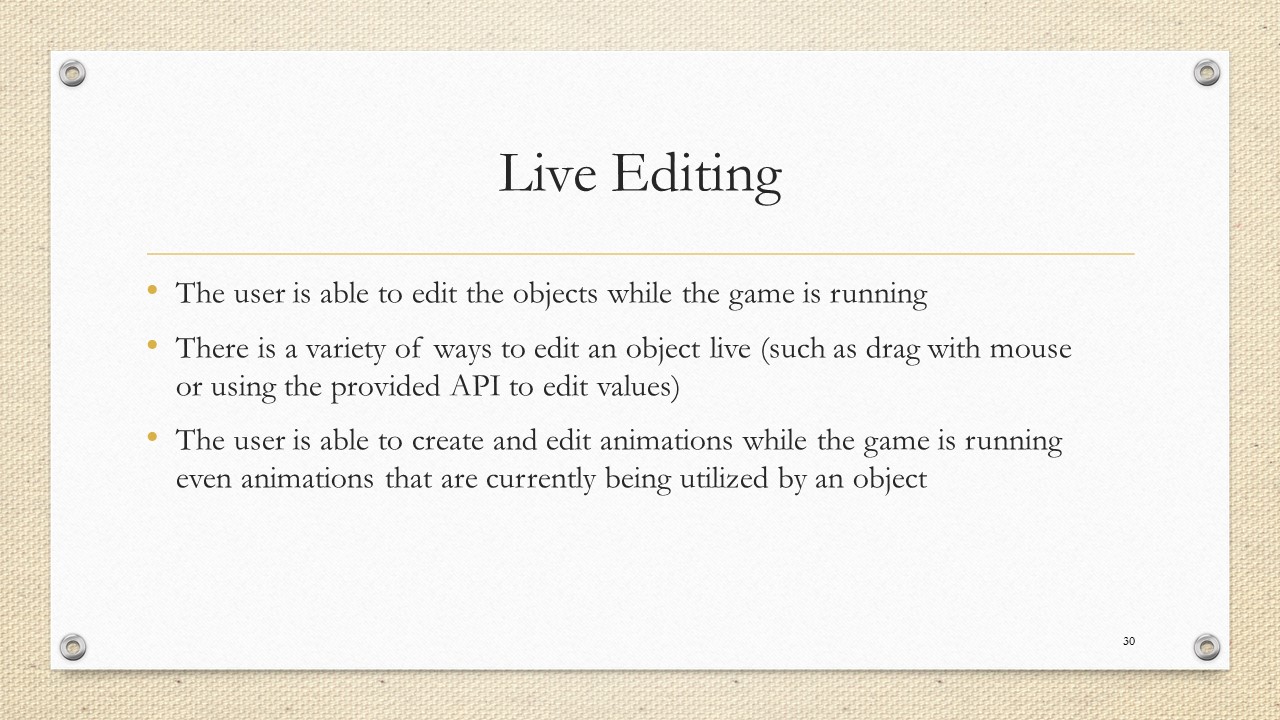 Live Editing
• The user is able to edit the objects while the game is running
• There is a variety of ways to edit an object live (such as drag with mouse
or using the provided API to edit values)
• The user is able to create and edit animations while the game is running
even animations that are currently being utilized by an object
30